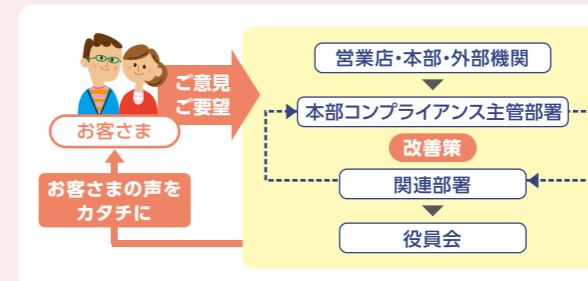 お客さま
ご意見
ご要望
営業店・本部・外部機関
本部コンプライアンス主管部署
改善策
関連部署
役員会
お客さまの声を
カタチに